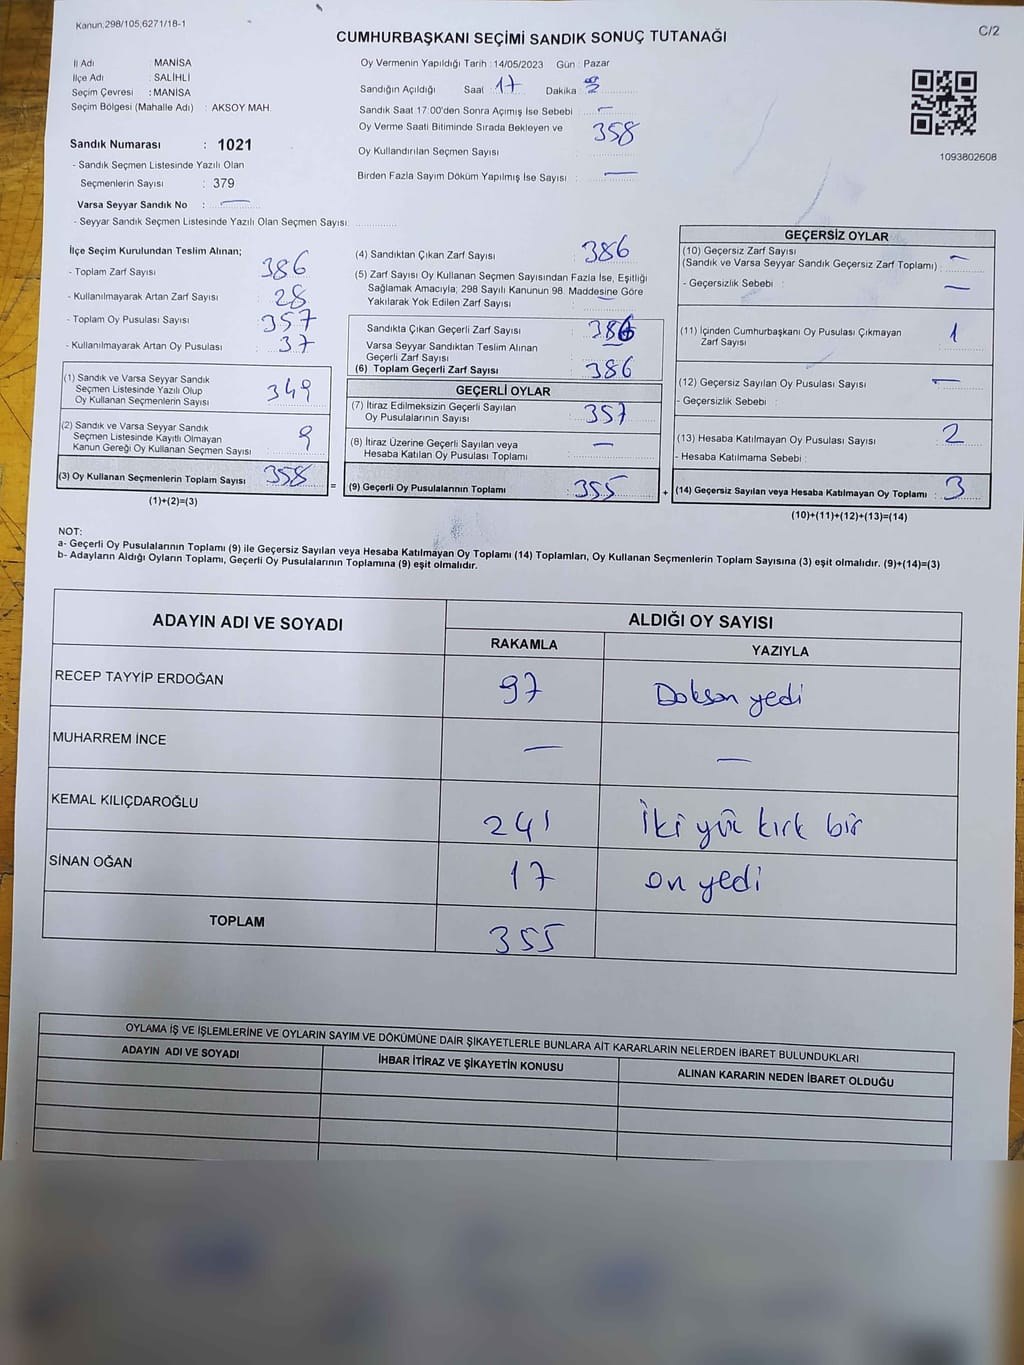 Kanun;298/105,6271/18-1
C/2
CUMHURBAŞKANI SEÇİMİ SANDIK SONUÇ TUTANAĞI
İl Adı : MANİSA
İlçe Adı : SALİHLİ
Seçim Çevresi : MANİSA
Seçim Bölgesi (Mahalle Adı) : AKSOY MAH.
Oy Vermenin Yapıldığı Tarih : 14/05/2023 Gün : Pazar
Sandığın Açıldığı Saat : 17 Dakika :
Sandık Saat 17:00'den Sonra Açımış İse Sebebi : —
Oy Verme Saati Bitiminde Sırada Bekleyen ve
Oy Kullandırılan Seçmen Sayısı : 358
Birden Fazla Sayım Döküm Yapılmış İse Sayısı : —
1093802608
Sandık Numarası : 1021
- Sandık Seçmen Listesinde Yazılı Olan
Seçmenlerin Sayısı : 379
Varsa Seyyar Sandık No : —
- Seyyar Sandık Seçmen Listesinde Yazılı Olan Seçmen Sayısı:
İlçe Seçim Kurulundan Teslim Alınan;
- Toplam Zarf Sayısı : 386
- Kullanılmayarak Artan Zarf Sayısı : 28
- Toplam Oy Pusulası Sayısı : 357
- Kullanılmayarak Artan Oy Pusulası : 37
(1) Sandık ve Varsa Seyyar Sandık
Seçmen Listesinde Yazılı Olup
Oy Kullanan Seçmenlerin Sayısı : 349
(2) Sandık ve Varsa Seyyar Sandık
Seçmen Listesinde Kayıtlı Olmayan
Kanun Gereği Oy Kullanan Seçmen Sayısı : 9
(3) Oy Kullanan Seçmenlerin Toplam Sayısı : 358
(1)+(2)=(3)
=
(4) Sandıktan Çıkan Zarf Sayısı : 386
(5) Zarf Sayısı Oy Kullanan Seçmen Sayısından Fazla İse, Eşitliği
Sağlamak Amacıyla; 298 Sayılı Kanunun 98. Maddesine Göre
Yakılarak Yok Edilen Zarf Sayısı : —
Sandıkta Çıkan Geçerli Zarf Sayısı : 386
Varsa Seyyar Sandıktan Teslim Alınan
Geçerli Zarf Sayısı : —
(6) Toplam Geçerli Zarf Sayısı : 386
GEÇERLİ OYLAR
(7) İtiraz Edilmeksizin Geçerli Sayılan
Oy Pusulalarının Sayısı : 357
(8) İtiraz Üzerine Geçerli Sayılan veya
Hesaba Katılan Oy Pusulası Toplamı : —
(9) Geçerli Oy Pusulalarının Toplamı : 355
+
GEÇERSİZ OYLAR
(10) Geçersiz Zarf Sayısı
(Sandık ve Varsa Seyyar Sandık Geçersiz Zarf Toplamı) : —
- Geçersizlik Sebebi : —
(11) İçinden Cumhurbaşkanı Oy Pusulası Çıkmayan
Zarf Sayısı : 1
(12) Geçersiz Sayılan Oy Pusulası Sayısı : —
- Geçersizlik Sebebi :
(13) Hesaba Katılmayan Oy Pusulası Sayısı : 2
- Hesaba Katılmama Sebebi :
(14) Geçersiz Sayılan veya Hesaba Katılmayan Oy Toplamı : 3
(10)+(11)+(12)+(13)=(14)
NOT:
a- Geçerli Oy Pusulalarının Toplamı (9) ile Geçersiz Sayılan veya Hesaba Katılmayan Oy Toplamı (14) Toplamları, Oy Kullanan Seçmenlerin Toplam Sayısına (3) eşit olmalıdır. (9)+(14)=(3)
b- Adayların Aldığı Oyların Toplamı, Geçerli Oy Pusulalarının Toplamına (9) eşit olmalıdır.
ADAYIN ADI VE SOYADI ALDIĞI OY SAYISI
RAKAMLA YAZIYLA
RECEP TAYYİP ERDOĞAN 97 Doksan yedi
MUHARREM İNCE — —
KEMAL KILIÇDAROĞLU 241 İki yüz kırk bir
SİNAN OĞAN 17 on yedi
TOPLAM 355
OYLAMA İŞ VE İŞLEMLERİNE VE OYLARIN SAYIM VE DÖKÜMÜNE DAİR ŞİKAYETLERLE BUNLARA AİT KARARLARIN NELERDEN İBARET BULUNDUKLARI
ADAYIN ADI VE SOYADI İHBAR İTİRAZ VE ŞİKAYETİN KONUSU ALINAN KARARIN NEDEN İBARET OLDUĞU